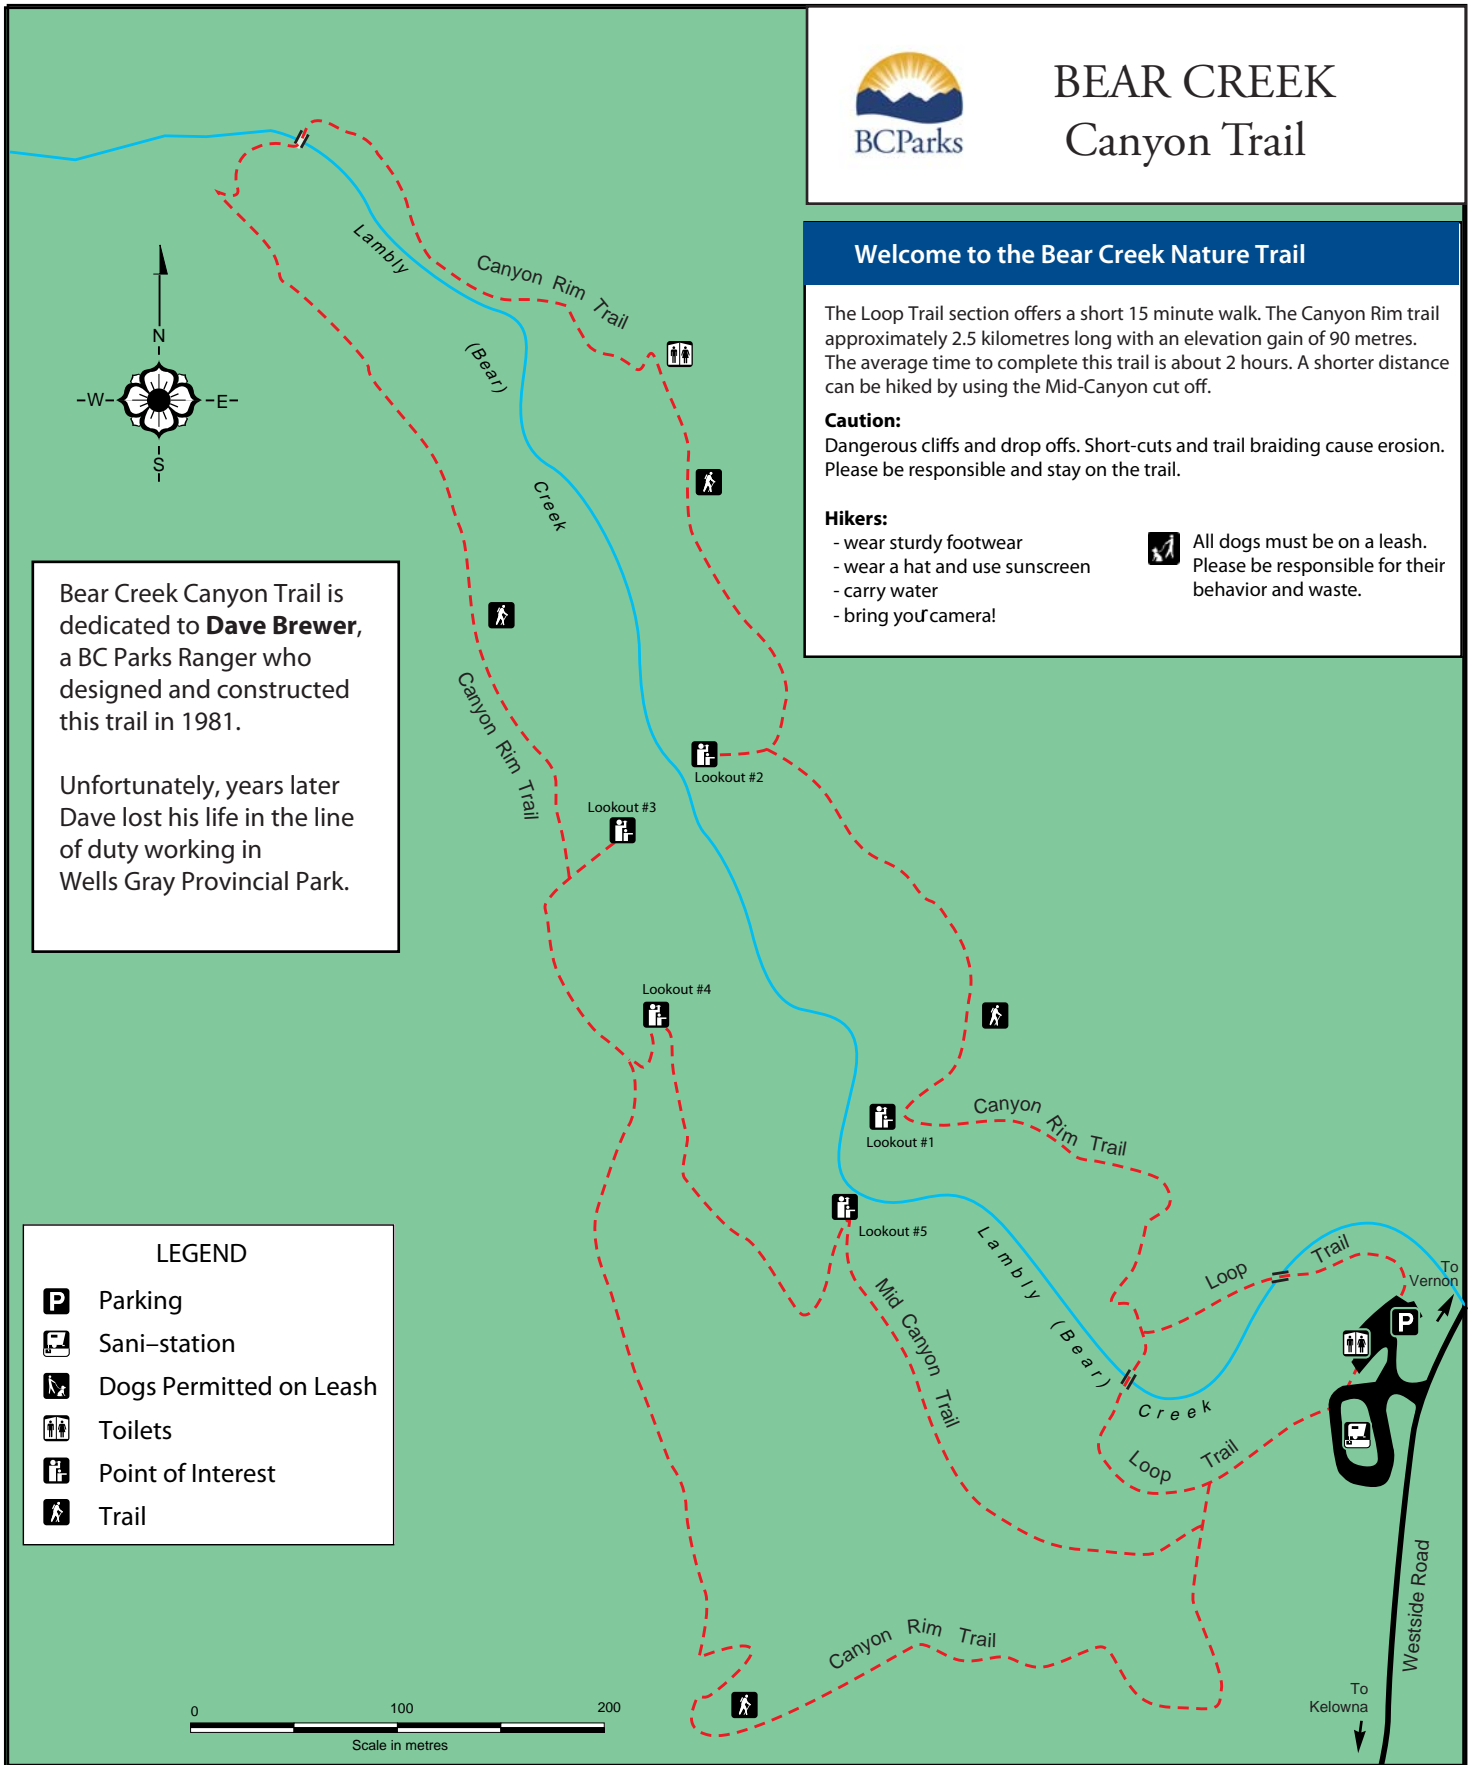 BCParks
BEAR CREEK
Canyon Trail
Welcome to the Bear Creek Nature Trail
The Loop Trail section offers a short 15 minute walk. The Canyon Rim trail
approximately 2.5 kilometres long with an elevation gain of 90 metres.
The average time to complete this trail is about 2 hours. A shorter distance
can be hiked by using the Mid-Canyon cut off.
Caution:
Dangerous cliffs and drop offs. Short-cuts and trail braiding cause erosion.
Please be responsible and stay on the trail.
Hikers:
- wear sturdy footwear
- wear a hat and use sunscreen
- carry water
- bring your camera!
All dogs must be on a leash.
Please be responsible for their
behavior and waste.
Lambly
(Bear)
Creek
Canyon Rim Trail
N
W
E
S
Bear Creek Canyon Trail is
dedicated to Dave Brewer,
a BC Parks Ranger who
designed and constructed
this trail in 1981.
Unfortunately, years later
Dave lost his life in the line
of duty working in
Wells Gray Provincial Park.
Canyon Rim Trail
Lookout #2
Lookout #3
Lookout #4
Canyon Rim Trail
Lookout #1
Lookout #5
Lambly
(Bear)
Creek
Loop Trail
To
Vernon
P
Mid Canyon Trail
Loop Trail
Westside Road
Canyon Rim Trail
To
Kelowna
LEGEND
P Parking
Sani–station
Dogs Permitted on Leash
Toilets
Point of Interest
Trail
0 100 200
Scale in metres